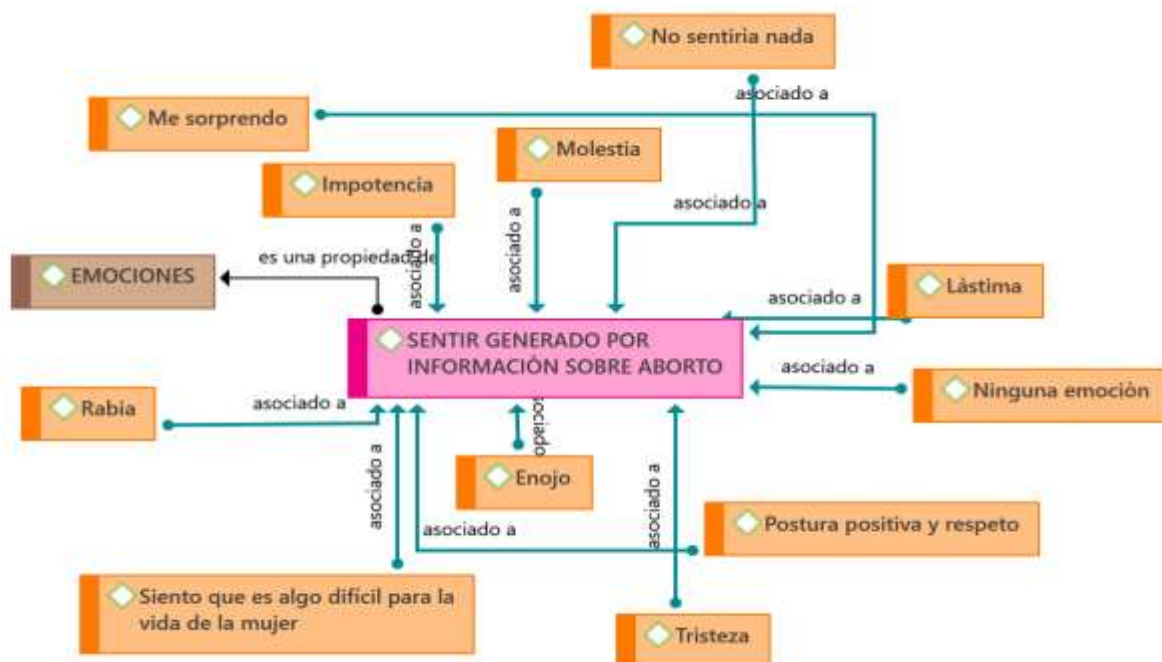 No sentiria nada
asociado a
Me sorprendo
Molestia
Impotencia
asociado a
asociado a
asociado a
es una propiedad de
EMOCIONES
Làstima
asociado a
SENTIR GENERADO POR
INFORMACIÓN SOBRE ABORTO
asociado a
Ninguna emoción
Rabia
asociado a
asociado
Enojo
asociado a
asociado a
asociado a
Postura positiva y respeto
Siento que es algo difícil para la
vida de la mujer
Tristeza